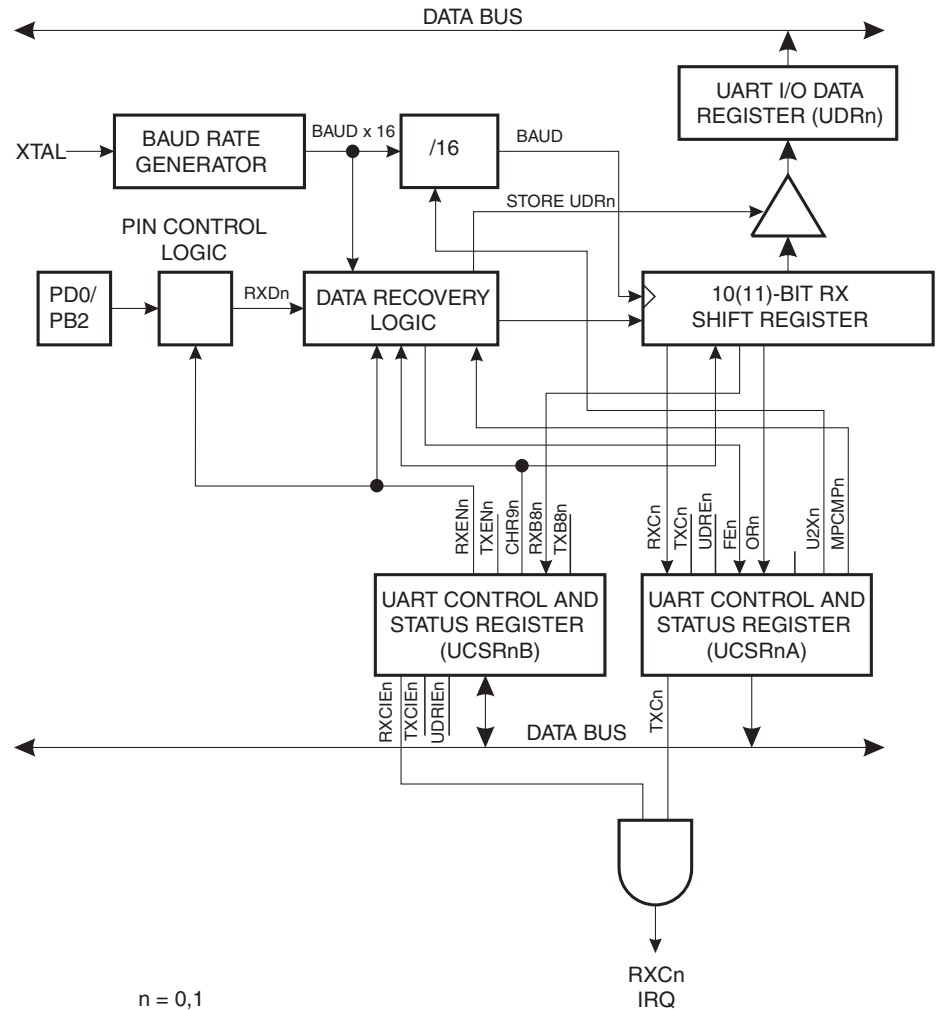 DATA BUS
UART I/O DATA
REGISTER (UDRn)
XTAL
BAUD RATE
GENERATOR
BAUD x 16
/16
BAUD
STORE UDRn
PIN CONTROL
LOGIC
PD0/
PB2
RXDn
DATA RECOVERY
LOGIC
10(11)-BIT RX
SHIFT REGISTER
RXENn
TXENn
CHR9n
RXB8n
TXB8n
RXCn
TXCn
UDREn
FEn
ORn
U2Xn
MPCMPn
UART CONTROL AND
STATUS REGISTER
(UCSRnB)
UART CONTROL AND
STATUS REGISTER
(UCSRnA)
RXCIEn
TXCIEn
UDRIEn
TXCn
DATA BUS
RXCn
IRQ
n = 0,1